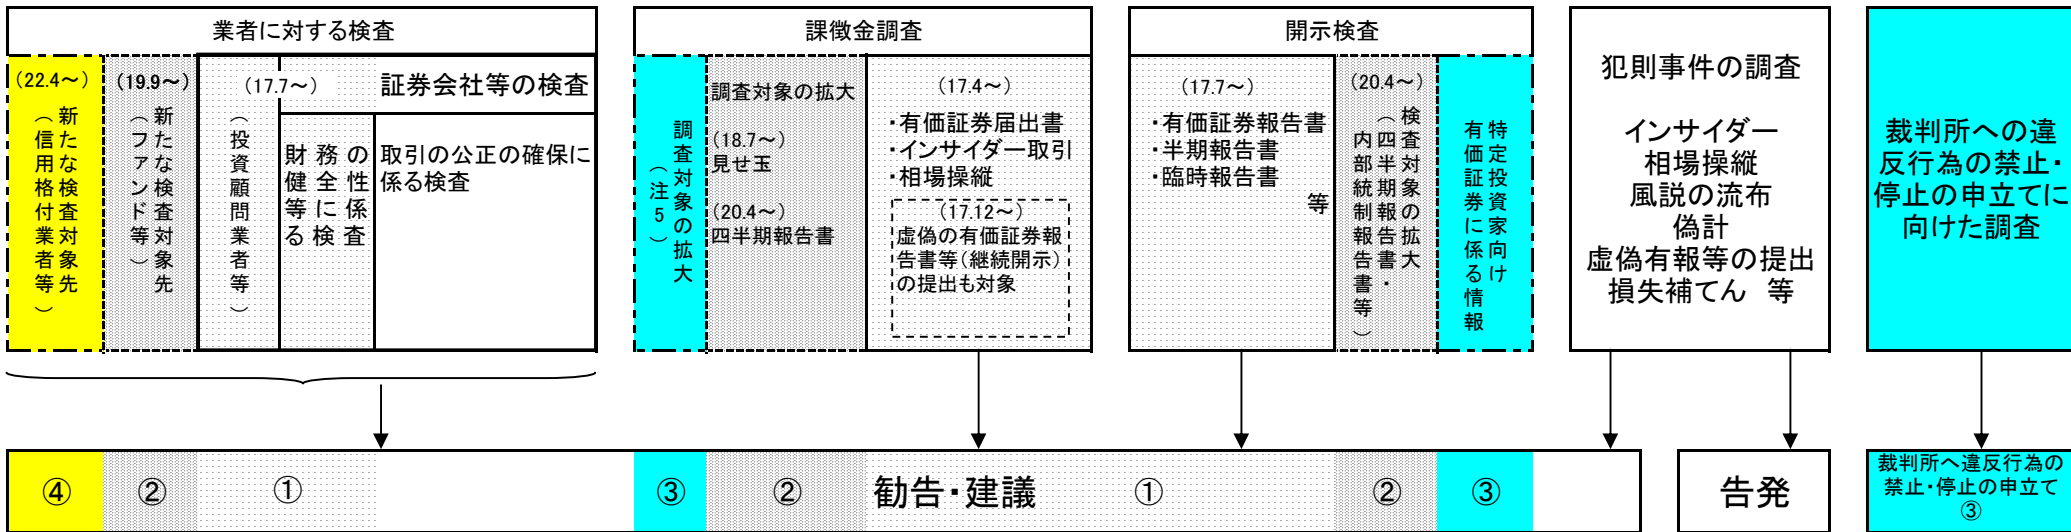 業者に対する検査
(22.4～)
新たな検査対象先
（信用格付業者等）
(19.9～)
新たな検査対象先
（ファンド等）
(17.7～)
（投資顧問業者等）
証券会社等の検査
財務の
健全性
等に係
る検査
取引の公正の確保に
係る検査
課徴金調査
調査対象の拡大
（注5）
調査対象の拡大
(18.7～)
見せ玉
(20.4～)
四半期報告書
(17.4～)
・有価証券届出書
・インサイダー取引
・相場操縦
(17.12～)
虚偽の有価証券報
告書等(継続開示)
の提出も対象
開示検査
(17.7～)
・有価証券報告書
・半期報告書
・臨時報告書
等
(20.4～)
検査対象の拡大
（四半期報告書・
内部統制報告書等）
特定投資家向け
有価証券に係る情報
犯則事件の調査
インサイダー
相場操縦
風説の流布
偽計
虚偽有報等の提出
損失補てん 等
裁判所への違
反行為の禁止・
停止の申立てに
向けた調査
④
②
①
③
②
勧告・建議
①
②
③
告発
裁判所へ違反行為の
禁止・停止の申立て
③